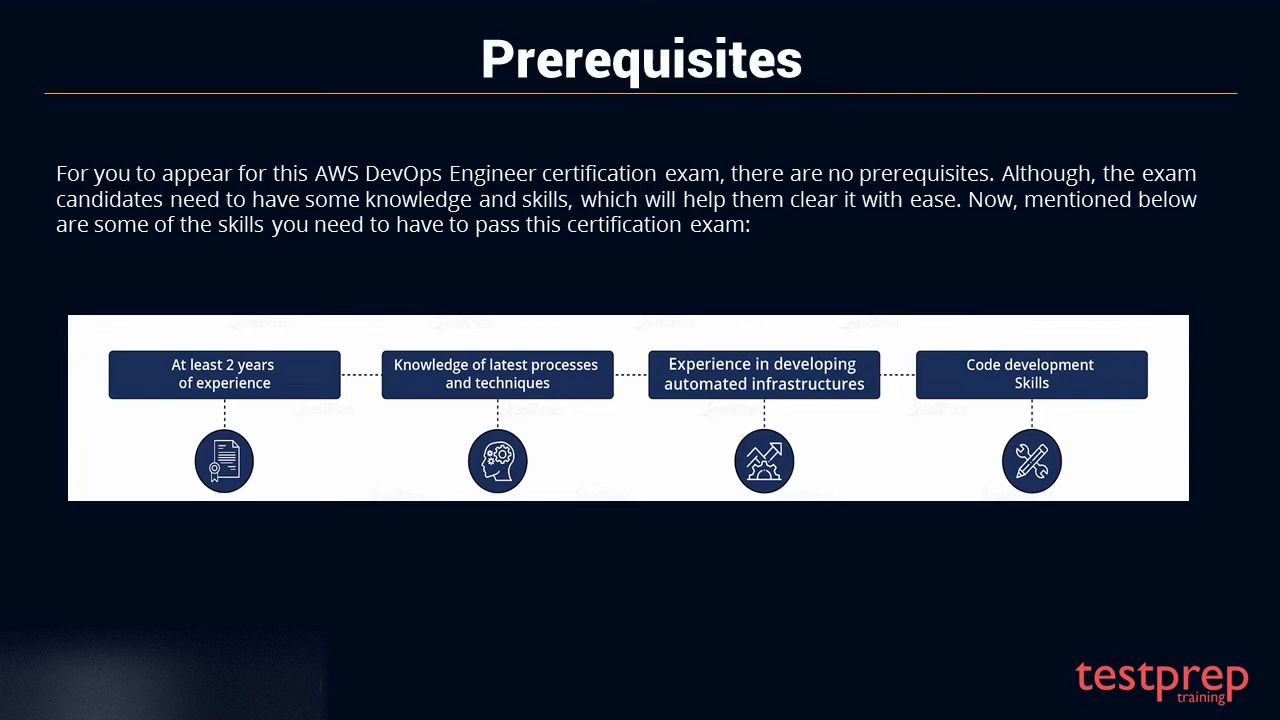 Prerequisites
For you to appear for this AWS DevOps Engineer certification exam, there are no prerequisites. Although, the exam
candidates need to have some knowledge and skills, which will help them clear it with ease. Now, mentioned below
are some of the skills you need to have to pass this certification exam:
At least 2 years
of experience
Knowledge of latest processes
and techniques
Experience in developing
automated infrastructures
Code development
Skills
testprep
training